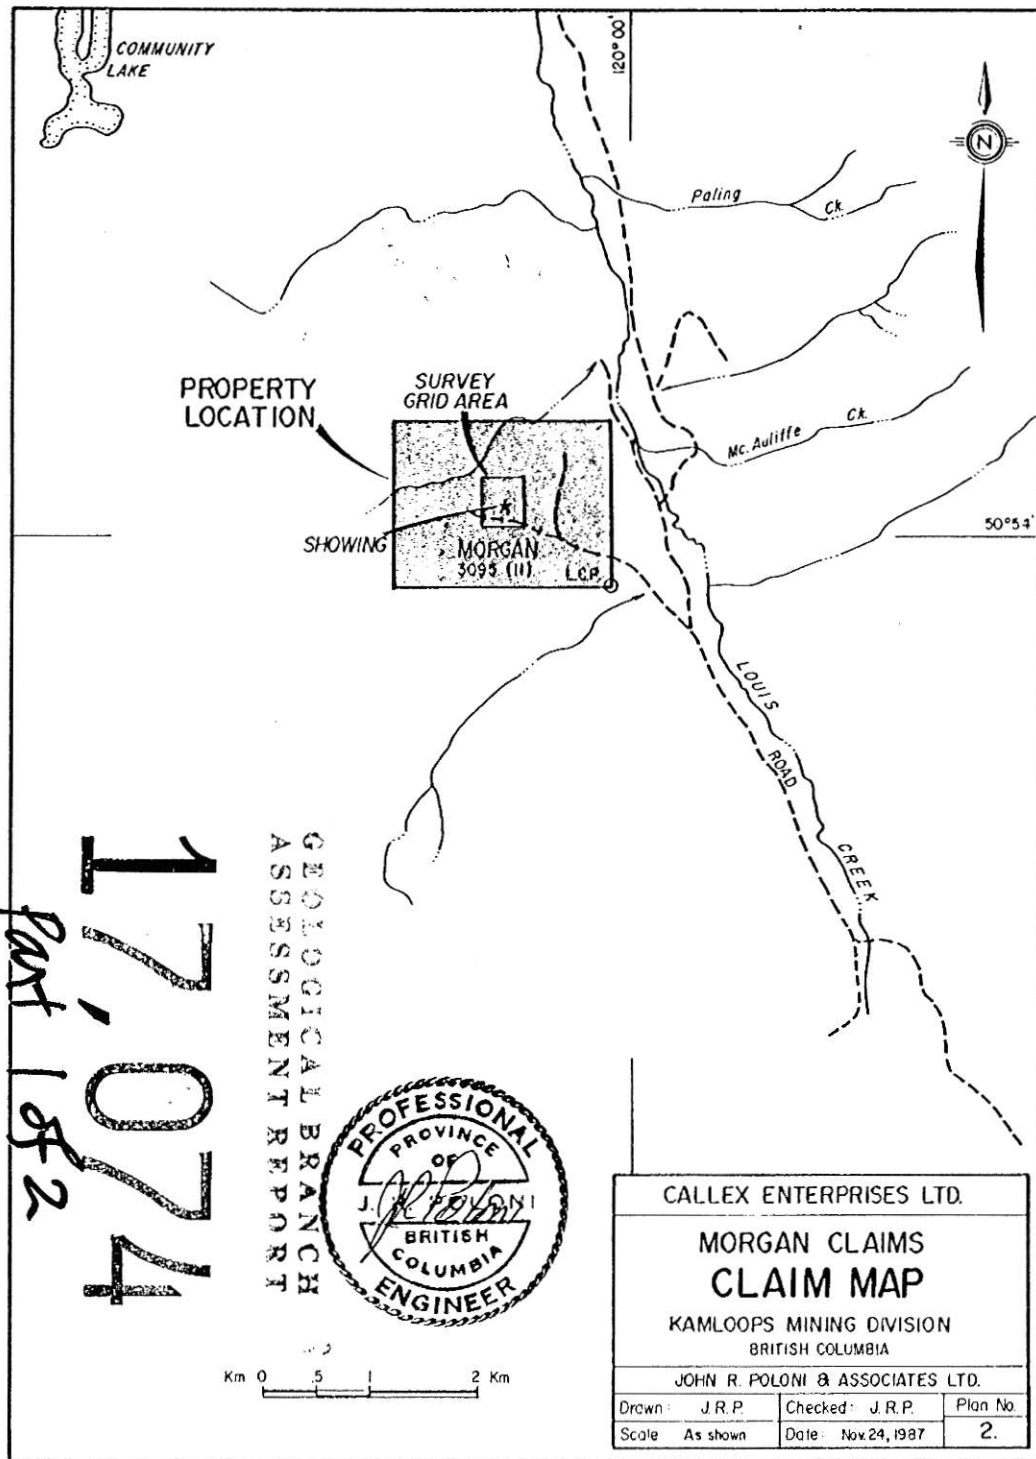 COMMUNITY
LAKE
120° 00'
N
Paling
Ck.
PROPERTY
LOCATION
SURVEY
GRID AREA
Mc. Auliffe
Ck.
50° 54'
SHOWING
MORGAN
3095 (11)
L.C.P.
LOUIS
ROAD
CREEK
GEOLOGICAL BRANCH
ASSESSMENT REPORT
17,074
Part 1 of 2
PROFESSIONAL
PROVINCE
OF
J. R. POLONI
BRITISH
COLUMBIA
ENGINEER
Km 0 .5 1 2 Km
CALLEX ENTERPRISES LTD.
MORGAN CLAIMS
CLAIM MAP
KAMLOOPS MINING DIVISION
BRITISH COLUMBIA
JOHN R. POLONI & ASSOCIATES LTD.
Drawn: J.R.P. Checked: J.R.P. Plan No.
Scale As shown Date: Nov. 24, 1987 2.